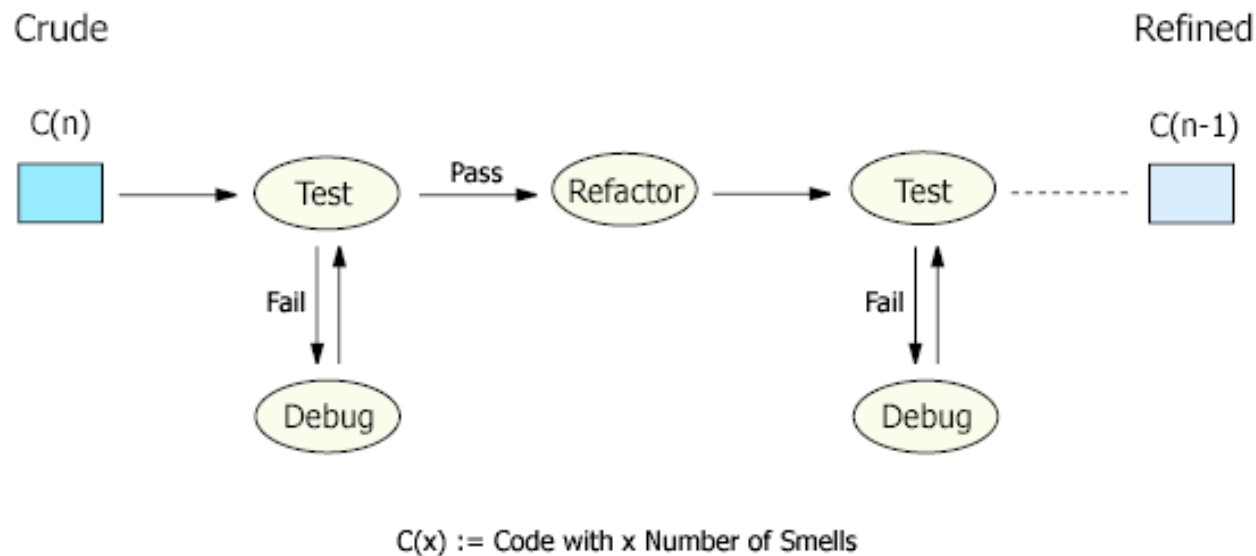 Crude
Refined
C(n)
C(n-1)
Test
Pass
Refactor
Test
Fail
Fail
Debug
Debug
C(x) := Code with x Number of Smells